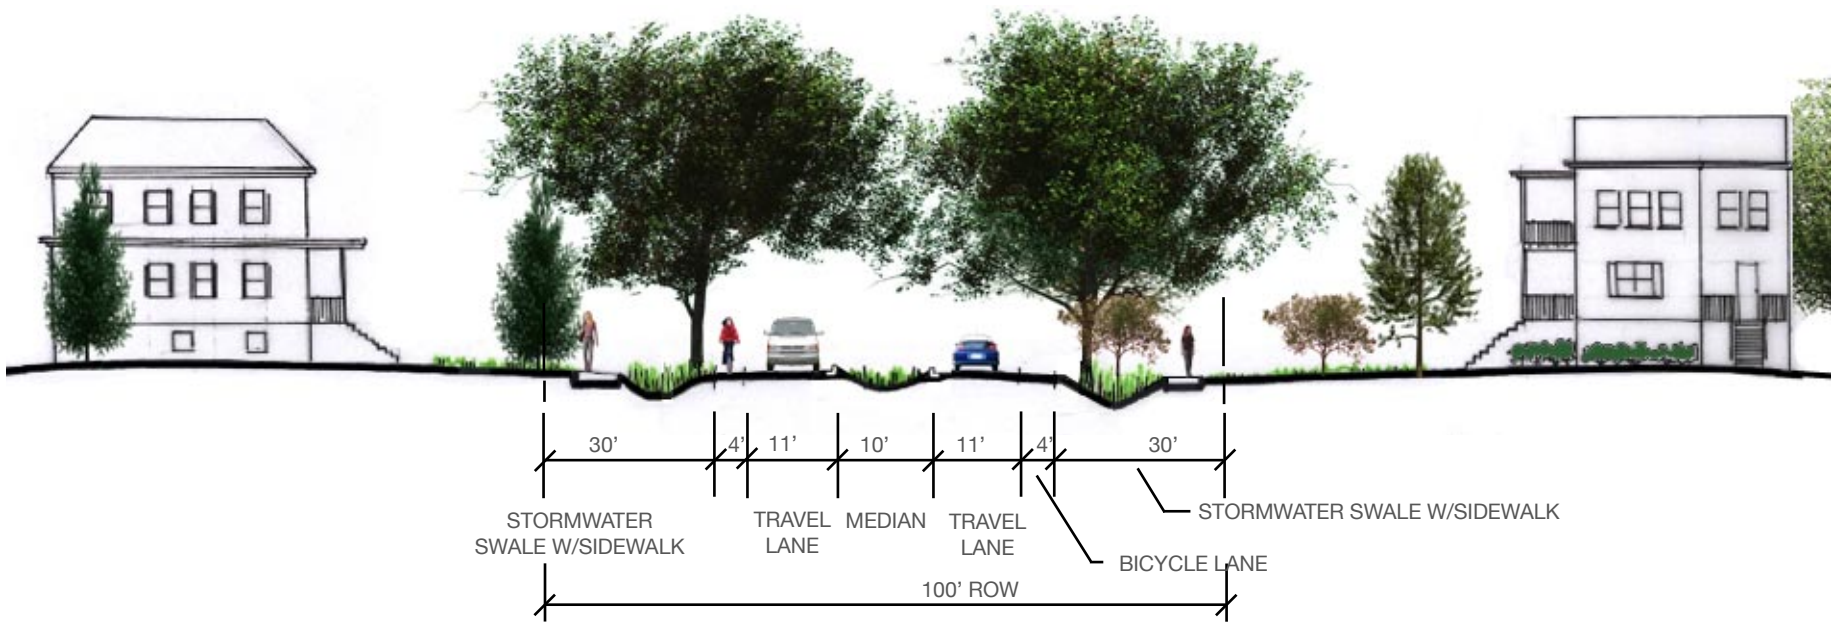 30’ 4’ 11’ 10’ 11’ 4’ 30’
STORMWATER
SWALE W/SIDEWALK
TRAVEL
LANE
MEDIAN
TRAVEL
LANE
STORMWATER SWALE W/SIDEWALK
BICYCLE LANE
100’ ROW